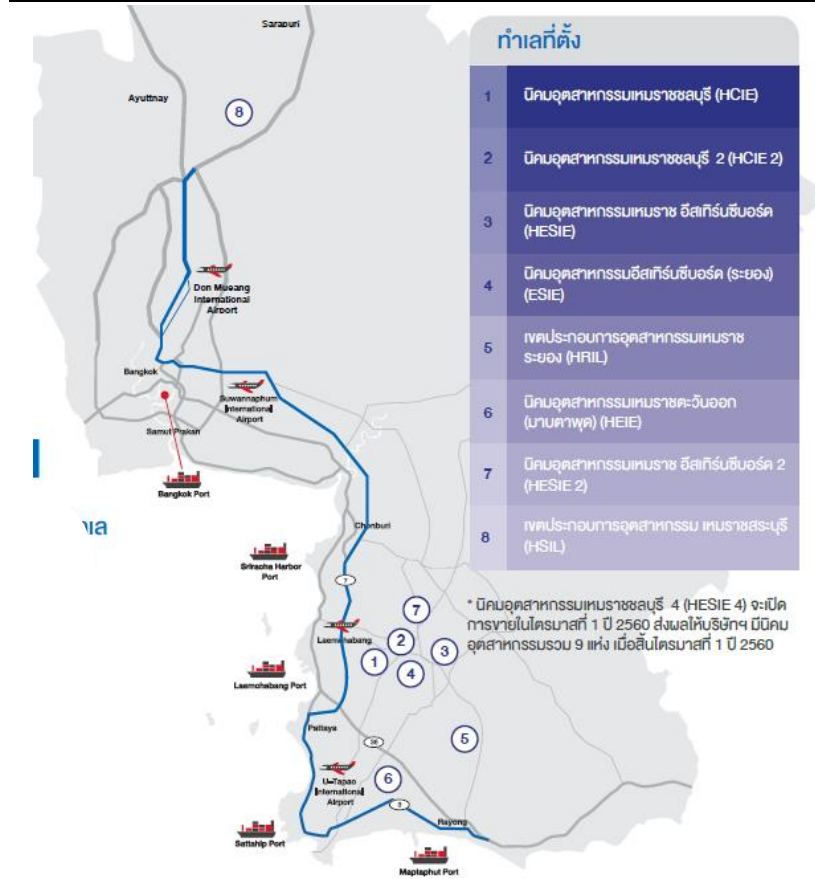 Sarapuri
Ayuttnay
8
Don Mueang
International
Airport
Bangkok
Suwannaphum
International
Airport
Samut Prakan
Bangkok Port
าเล
Chonburi
Sriracha Harbor
Port
7
7
Laemchabang
2
1
3
4
Laemchabang Port
Pattaya
36
5
U-Tapao
International
Airport
6
3
Rayong
Sattahip Port
Maptaphut Port
ทำเลที่ตั้ง
1 นิคมอุตสาหกรรมเหมราชชลบุรี (HCIE)
2 นิคมอุตสาหกรรมเหมราชชลบุรี 2 (HCIE 2)
3 นิคมอุตสาหกรรมเหมราช อีสเทิร์นซีบอร์ด
(HESIE)
4 นิคมอุตสาหกรรมอีสเทิร์นซีบอร์ด (ระยอง)
(ESIE)
5 เขตประกอบการอุตสาหกรรมเหมราช
ระยอง (HRIL)
6 นิคมอุตสาหกรรมเหมราชตะวันออก
(มาบตาพุด) (HEIE)
7 นิคมอุตสาหกรรมเหมราช อีสเทิร์นซีบอร์ด 2
(HESIE 2)
8 เขตประกอบการอุตสาหกรรม เหมราชสระบุรี
(HSIL)
* นิคมอุตสาหกรรมเหมราชชลบุรี 4 (HESIE 4) จะเปิด
การขายในไตรมาสที่ 1 ปี 2560 ส่งผลให้บริษัทฯ มีนิคม
อุตสาหกรรมรวม 9 แห่ง เมื่อสิ้นไตรมาสที่ 1 ปี 2560